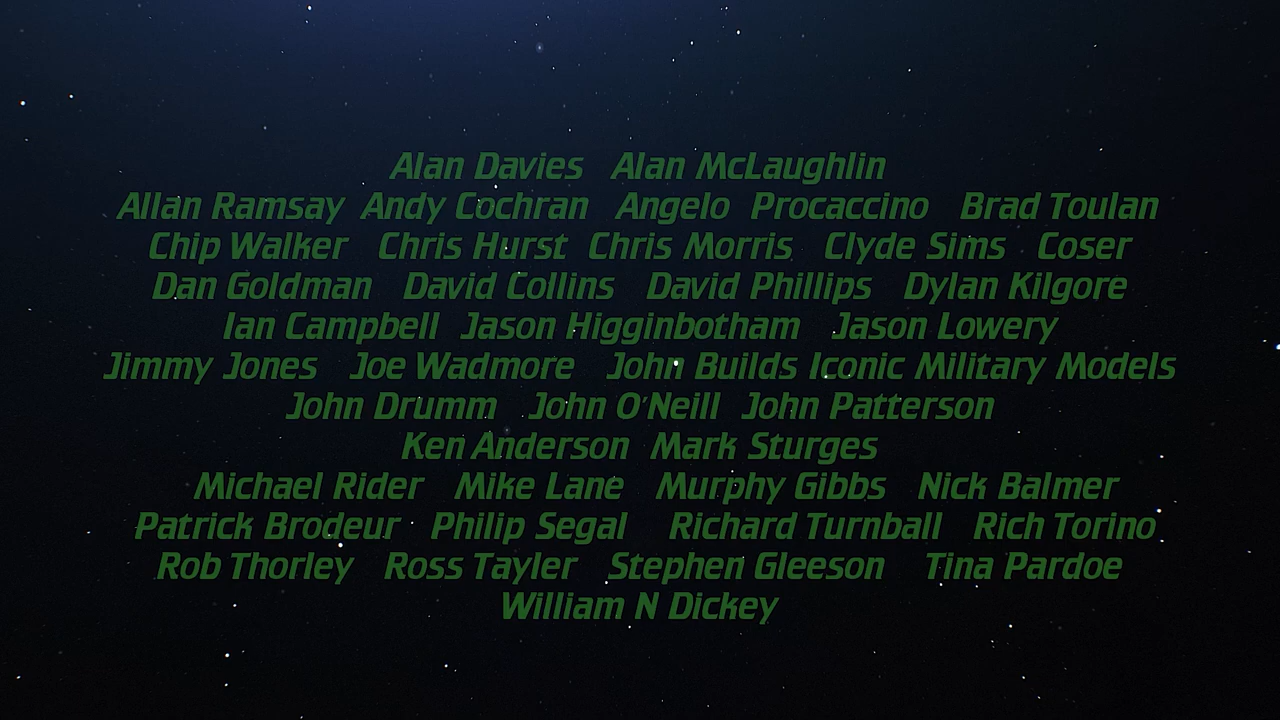 Alan Davies Alan McLaughlin
Allan Ramsay Andy Cochran Angelo Procaccino Brad Toulan
Chip Walker Chris Hurst Chris Morris Clyde Sims Coser
Dan Goldman David Collins David Phillips Dylan Kilgore
Ian Campbell Jason Higginbotham Jason Lowery
Jimmy Jones Joe Wadmore John Builds Iconic Military Models
John Drumm John O'Neill John Patterson
Ken Anderson Mark Sturges
Michael Rider Mike Lane Murphy Gibbs Nick Balmer
Patrick Brodeur Philip Segal Richard Turnball Rich Torino
Rob Thorley Ross Tayler Stephen Gleeson Tina Pardoe
William N Dickey